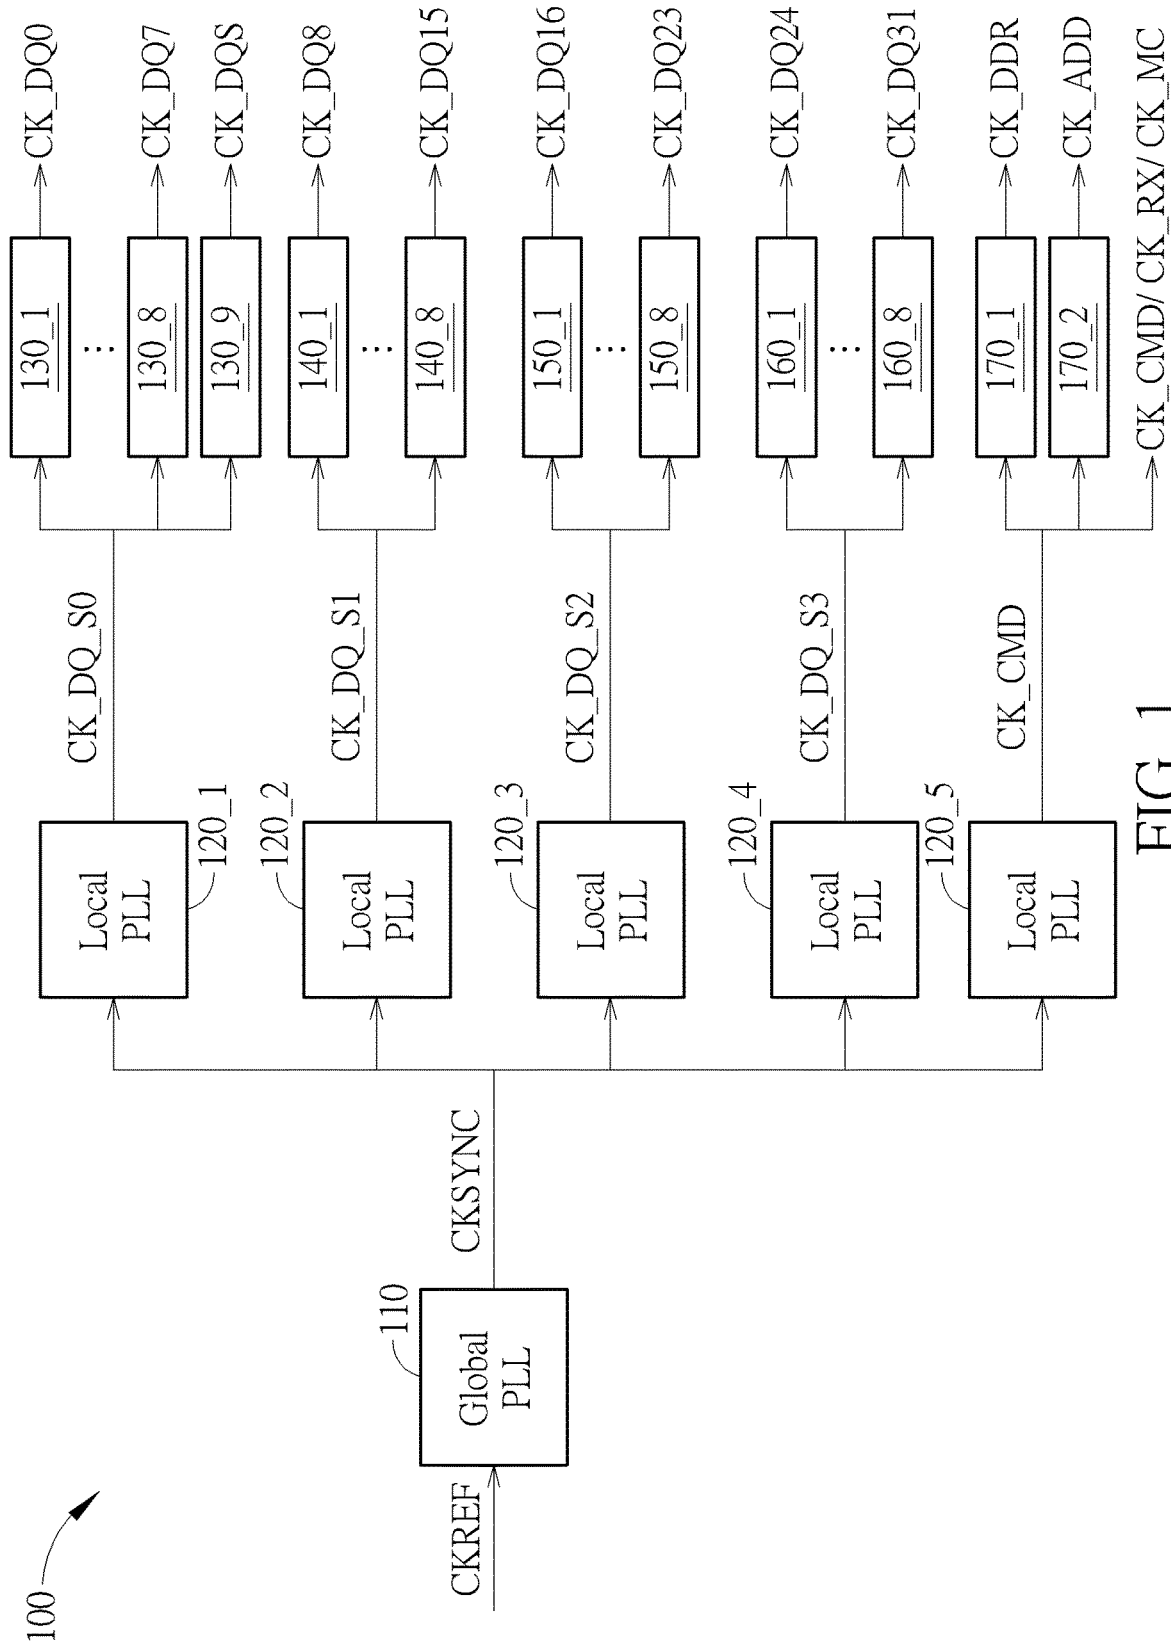 100
CKREF
Global
PLL
110
CKSYNC
Local
PLL
120_1
Local
PLL
120_2
Local
PLL
120_3
Local
PLL
120_4
Local
PLL
120_5
CK_DQ_S0
CK_DQ_S1
CK_DQ_S2
CK_DQ_S3
CK_CMD
130_1
...
130_8
130_9
140_1
...
140_8
150_1
...
150_8
160_1
...
160_8
170_1
170_2
CK_DQ0
CK_DQ7
CK_DQS
CK_DQ8
CK_DQ15
CK_DQ16
CK_DQ23
CK_DQ24
CK_DQ31
CK_DDR
CK_ADD
CK_CMD/ CK_RX/ CK_MC
FIG. 1